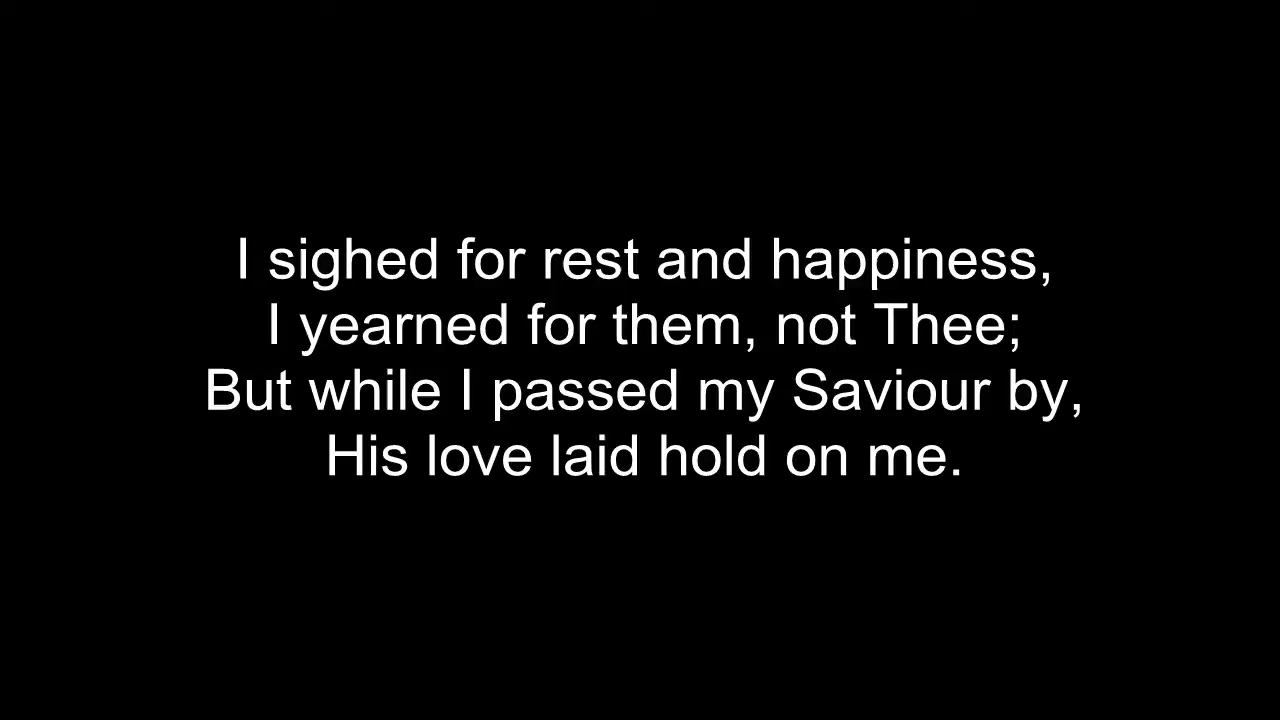 I sighed for rest and happiness,
I yearned for them, not Thee;
But while I passed my Saviour by,
His love laid hold on me.